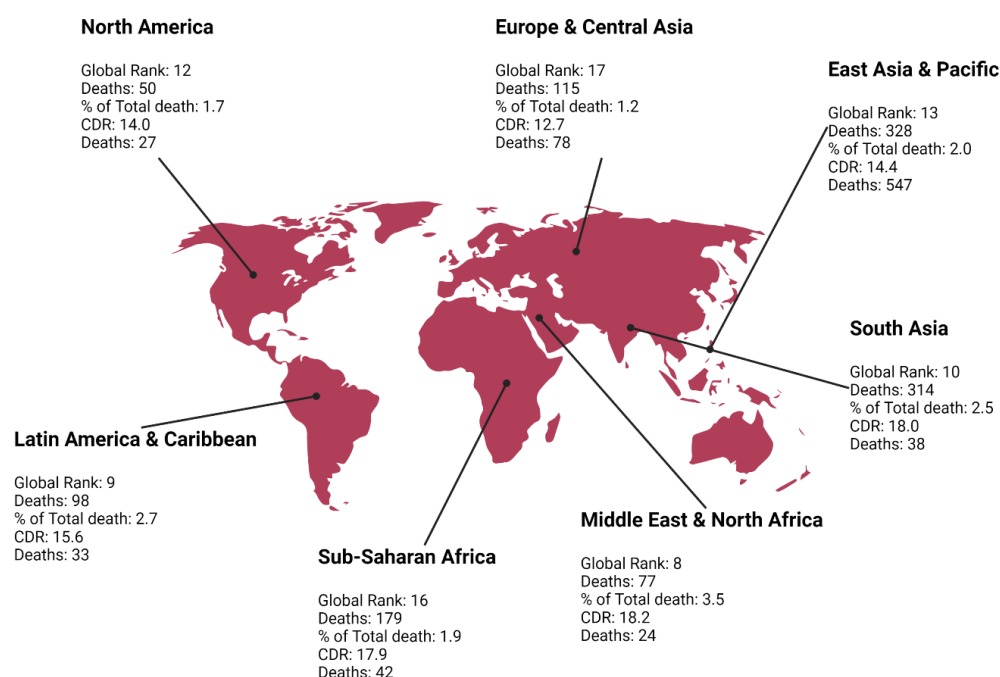 North America
Global Rank: 12
Deaths: 50
% of Total death: 1.7
CDR: 14.0
Deaths: 27
Europe & Central Asia
Global Rank: 17
Deaths: 115
% of Total death: 1.2
CDR: 12.7
Deaths: 78
East Asia & Pacific
Global Rank: 13
Deaths: 328
% of Total death: 2.0
CDR: 14.4
Deaths: 547
South Asia
Global Rank: 10
Deaths: 314
% of Total death: 2.5
CDR: 18.0
Deaths: 38
Latin America & Caribbean
Global Rank: 9
Deaths: 98
% of Total death: 2.7
CDR: 15.6
Deaths: 33
Sub-Saharan Africa
Global Rank: 16
Deaths: 179
% of Total death: 1.9
CDR: 17.9
Deaths: 42
Middle East & North Africa
Global Rank: 8
Deaths: 77
% of Total death: 3.5
CDR: 18.2
Deaths: 24